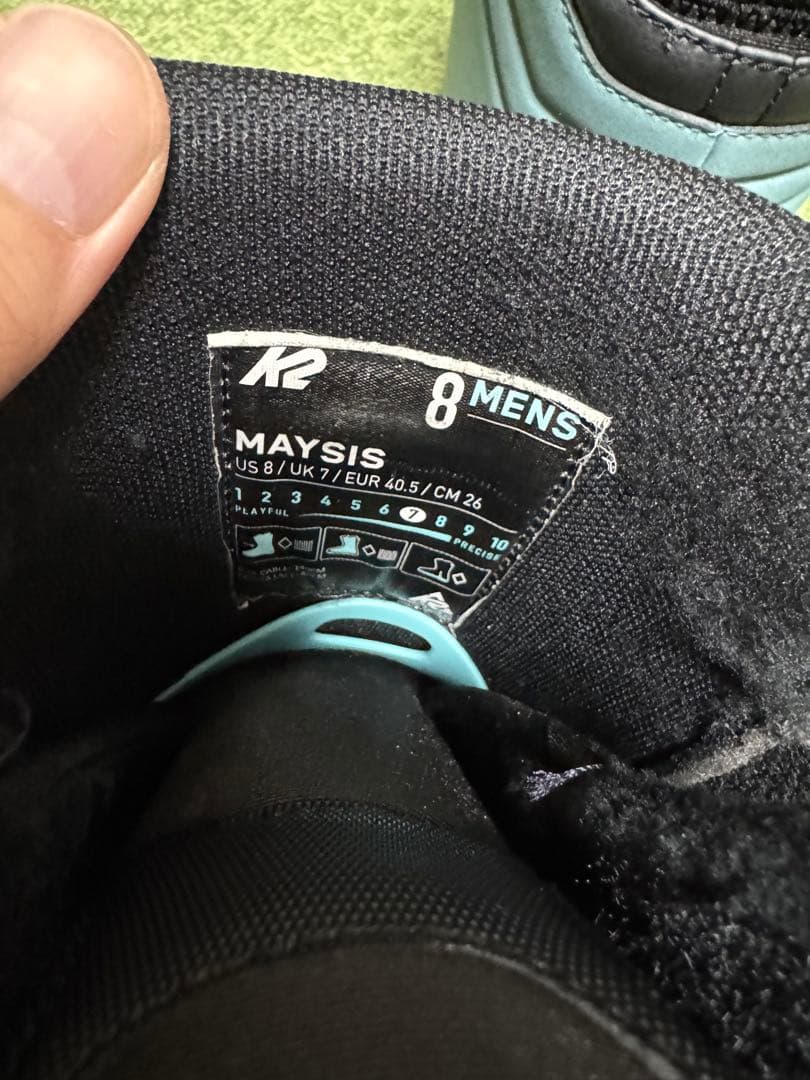 K2
8 MENS
MAYSIS
US 8 / UK 7 / EUR 40.5 / CM 26
1 2 3 4 5 6 7 8 9 10
PLAYFUL PRECISE